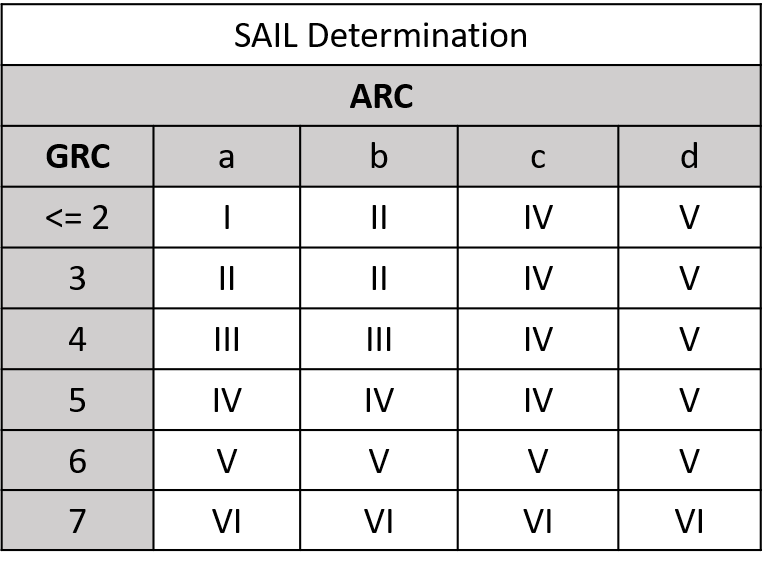 SAIL Determination
ARC
GRC a b c d
<= 2 I II IV V
3 II II IV V
4 III III IV V
5 IV IV IV V
6 V V V V
7 VI VI VI VI